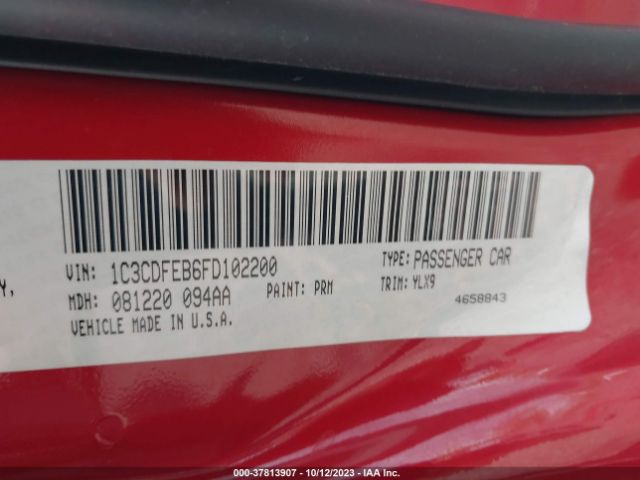 Y,
VIN: 1C3CDFEB6FD102200
TYPE: PASSENGER CAR
MDH: 081220 094AA
PAINT: PRM
TRIM: YLX9
VEHICLE MADE IN U.S.A.
4658843
000-37813907 - 10/12/2023 - IAA Inc.